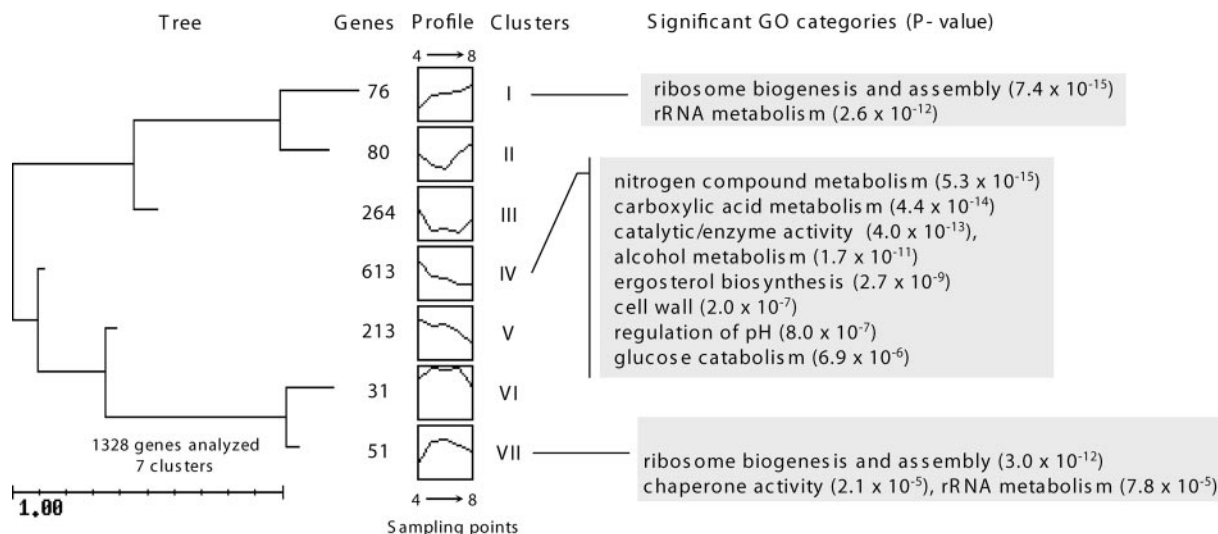 Tree Genes Profile Clusters Significant GO categories (P- value)
4 8
76 I ribosome biogenesis and assembly (7.4 x 10-15)
rRNA metabolism (2.6 x 10-12)
80 II
264 III
613 IV
nitrogen compound metabolism (5.3 x 10-15)
carboxylic acid metabolism (4.4 x 10-14)
catalytic/enzyme activity (4.0 x 10-13),
alcohol metabolism (1.7 x 10-11)
ergosterol biosynthesis (2.7 x 10-9)
cell wall (2.0 x 10-7)
regulation of pH (8.0 x 10-7)
glucose catabolism (6.9 x 10-6)
213 V
31 VI
51 VII
ribosome biogenesis and assembly (3.0 x 10-12)
chaperone activity (2.1 x 10-5), rRNA metabolism (7.8 x 10-5)
1328 genes analyzed
7 clusters
1.00
4 8
Sampling points